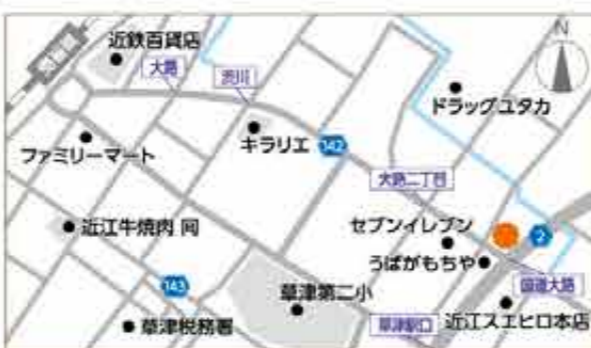 近鉄百貨店
N
大路
渋川
ドラッグユタカ
キラリエ
142
ファミリーマート
大路二丁目
近江牛焼肉 岡
セブンイレブン
2
うばがもちや
国道大路
143
草津第二小
草津税務署
草津駅口
近江スエヒロ本店